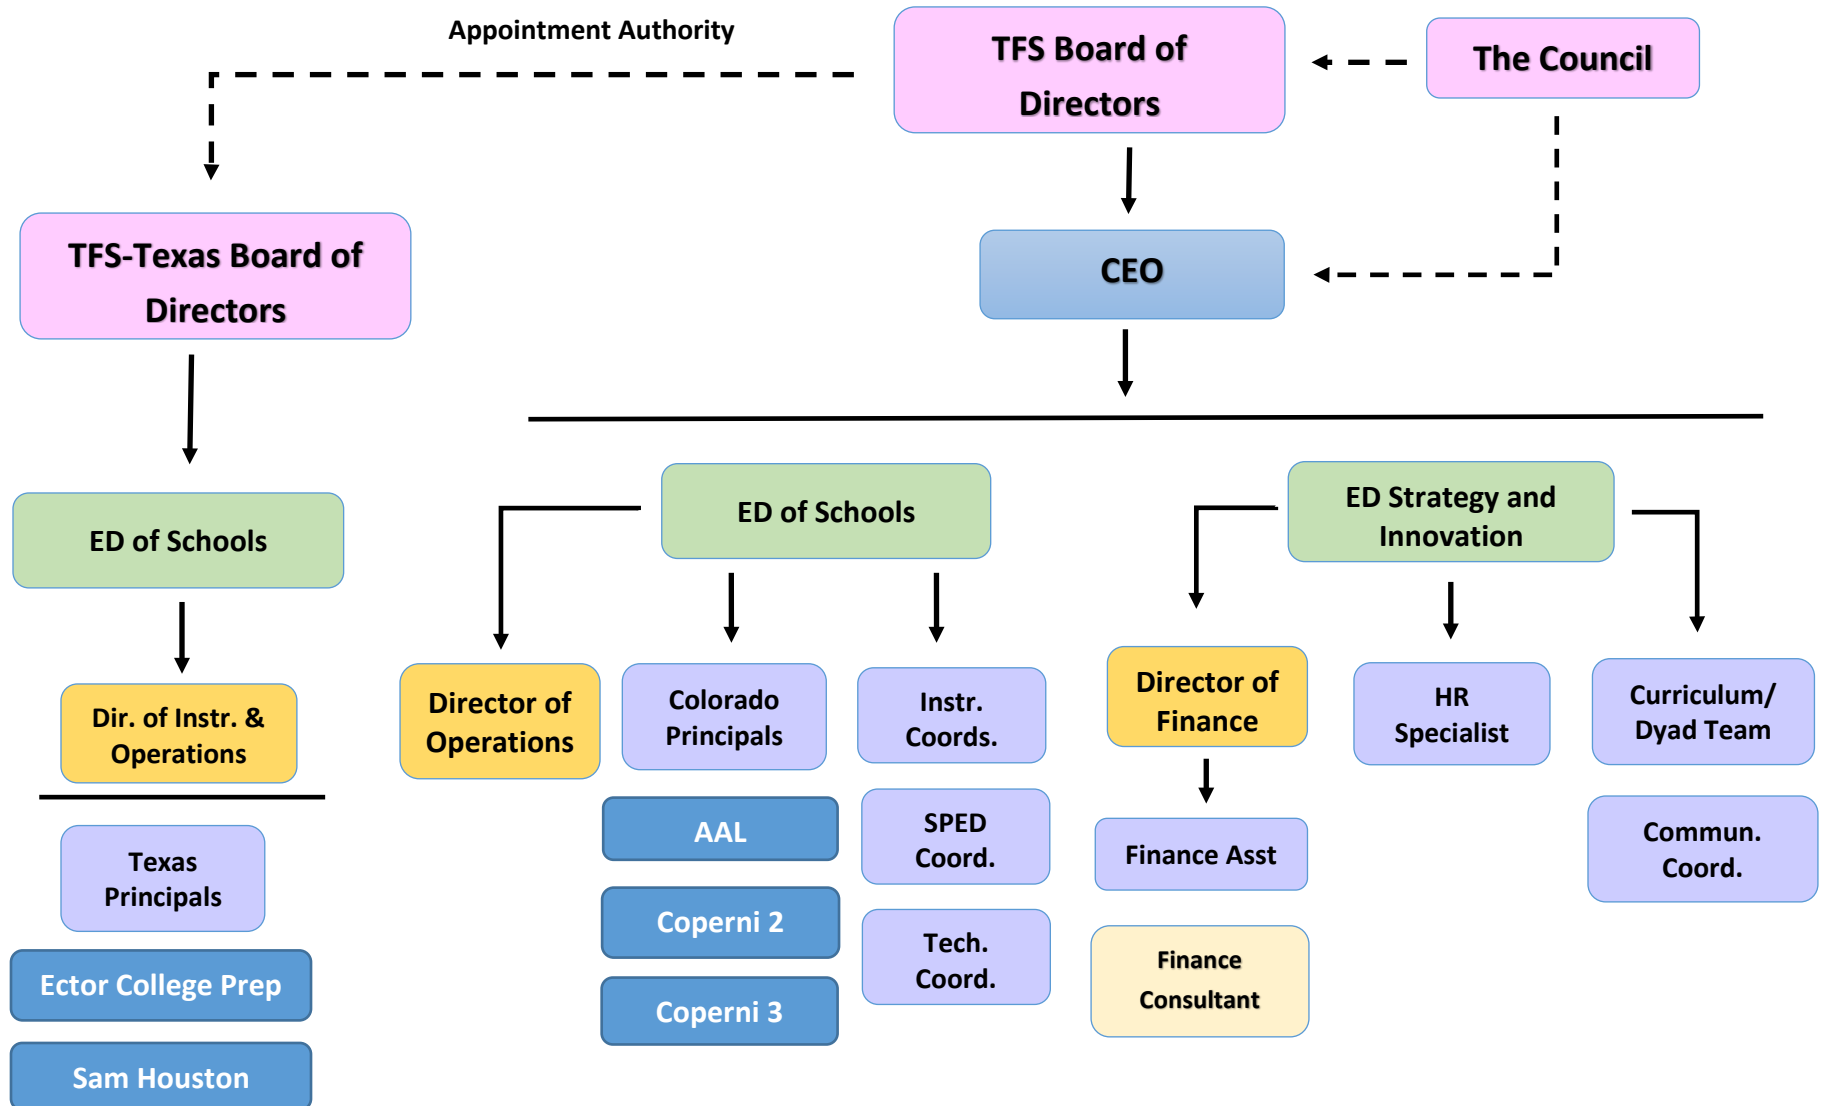 Appointment Authority
TFS Board of
Directors
The Council
TFS-Texas Board of
Directors
CEO
ED of Schools
ED of Schools
ED Strategy and
Innovation
Dir. of Instr. &
Operations
Director of
Operations
Colorado
Principals
Instr.
Coords.
Director of
Finance
HR
Specialist
Curriculum/
Dyad Team
Texas
Principals
AAL
SPED
Coord.
Finance Asst
Commun.
Coord.
Ector College Prep
Coperni 2
Tech.
Coord.
Finance
Consultant
Sam Houston
Coperni 3